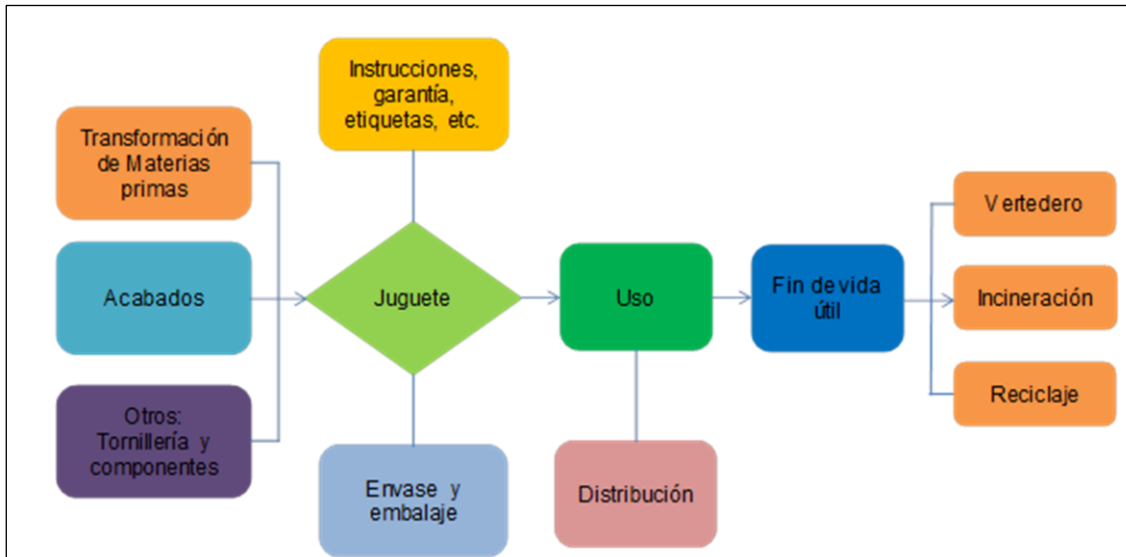 Instrucciones,
garantía,
etiquetas, etc.
Transformación
de Materias
primas
Acabados
Otros:
Tornillería y
componentes
Juguete
Envase y
embalaje
Uso
Distribución
Fin de vida
útil
Vertedero
Incineración
Reciclaje